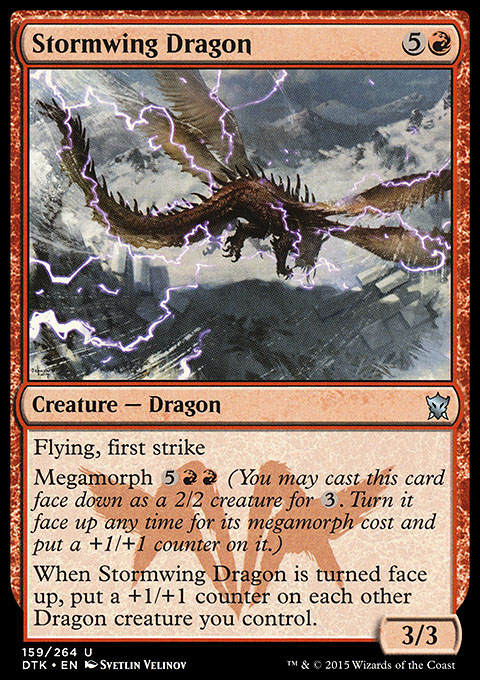 Stormwing Dragon 5
Creature — Dragon
Flying, first strike
Megamorph 5 (You may cast this card
face down as a 2/2 creature for 3. Turn it
face up any time for its megamorph cost and
put a +1/+1 counter on it.)
When Stormwing Dragon is turned face
up, put a +1/+1 counter on each other
Dragon creature you control.
3/3
159/264 U
DTK • EN Svetlin Velinov
™ & © 2015 Wizards of the Coast